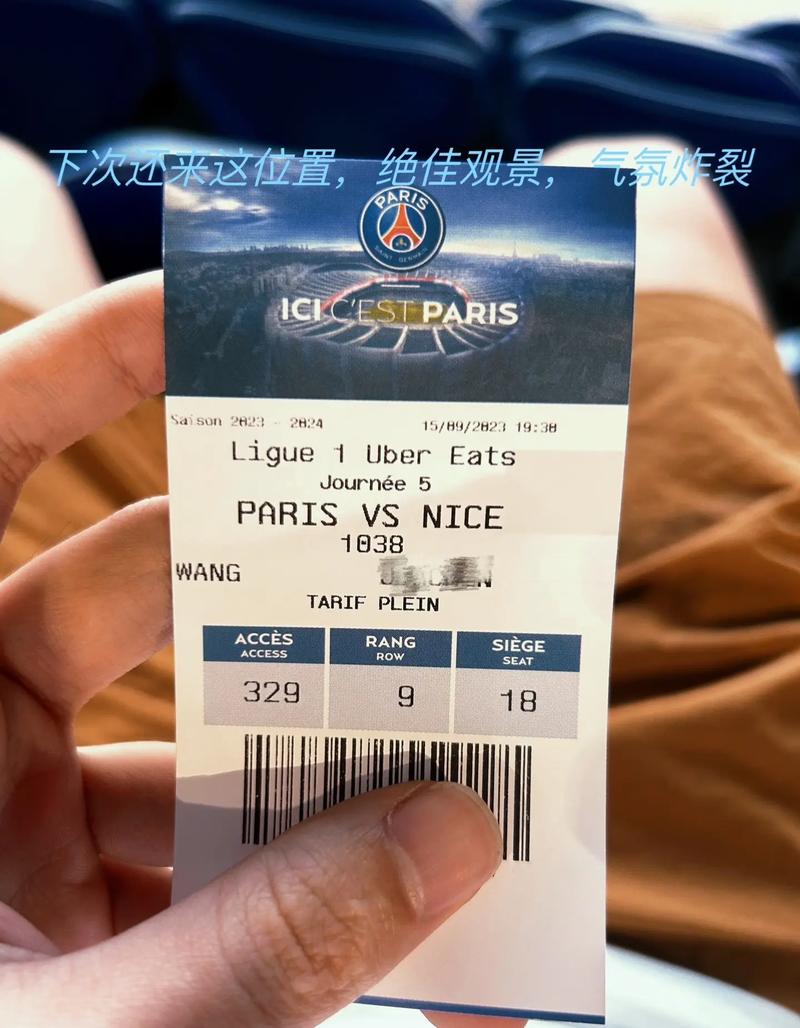 下次还来这位置，绝佳观景，气氛炸裂
PARIS
SAINT GERMAIN
ICI C'EST PARIS
Saison 2023 - 2024 15/09/2023 19:30
Ligue 1 Uber Eats
Journée 5
PARIS VS NICE
1038
WANG
TARIF PLEIN
ACCÈS RANG SIÈGE
ACCESS ROW SEAT
329 9 18